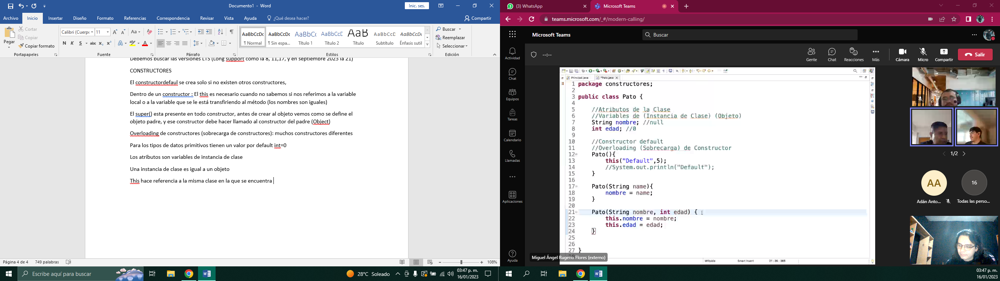 Documento1 - Word
Inic. ses.
Archivo Inicio Insertar Diseño Formato Referencias Correspondencia Revisar Vista Ayuda ¿Qué desea hacer? Compartir
Pegar
Cortar
Copiar
Copiar formato
Portapapeles
Calibri (Cuerpo 11
N K S abc x₂ x²
Fuente
Párrafo
AaBbCcDc AaBbCcDc AaBbCc AaBbCcE AaB AaBbCcC AaBbCcDc
¶ Normal ¶ Sin espa... Título 1 Título 2 Título Subtítulo Énfasis sutil
Estilos
Buscar
Reemplazar
Seleccionar
Edición
Debemos buscar las versiones LTS (Long support como la 8, 11,17, y en septiembre 2023 la 21)
CONSTRUCTORES
El constructordefaul se crea solo si no existen otros constructores,
Dentro de un constructor : El this es necesario cuando no sabemos si nos referimos a la variable
local o a la variable que se le está transfiriendo al método (los nombres son iguales)
El super() esta presente en todo constructor, antes de crear al objeto vemos como se define el
objeto padre, y ese constructor debe hacer llamado al constructor del padre (Object)
Overloading de constructores (sobrecarga de constructores): muchos constructores diferentes
Para los tipos de datos primitivos tienen un valor por default int=0
Los atributos son variables de instancia de clase
Una instancia de clase es igual a un objeto
This hace referencia a la misma clase en la que se encuentra
Página 4 de 4 749 palabras
108%
Escribe aquí para buscar
28°C Soleado
03:47 p. m.
16/01/2023
(3) WhatsApp
Microsoft Teams
teams.microsoft.com/_#/modern-calling/
Microsoft Teams
Buscar
Actividad
Chat
Equipos
Tareas
Calendario
Llamadas
Aplicaciones
Ayuda
--:--
Gente Chat Reacciones Más Cámara Micro Compartir Salir
Principal.java *Pato.java
1 package constructores;
2
3 public class Pato {
4
5 //Atributos de la Clase
6 //Variables de (Instancia de Clase) (Objeto)
7 String nombre; //null
8 int edad; //0
9
10 //Constructor default
11 //Overloading (Sobrecarga) de Constructor
12 Pato(){
13 this("Default",5);
14 //System.out.println("Default");
15 }
16
17 Pato(String name){
18 nombre = name;
19 }
20
21 Pato(String nombre, int edad) {
22 this.nombre = nombre;
23 this.edad = edad;
24 }
25
26
27 }
Miguel Ángel Rugerio Flores (externo)
Writable Smart Insert 21 : 36 : 366
1/2
AA
16
Adán Anto...
Todas las perso...
03:47 p. m.
16/01/2023